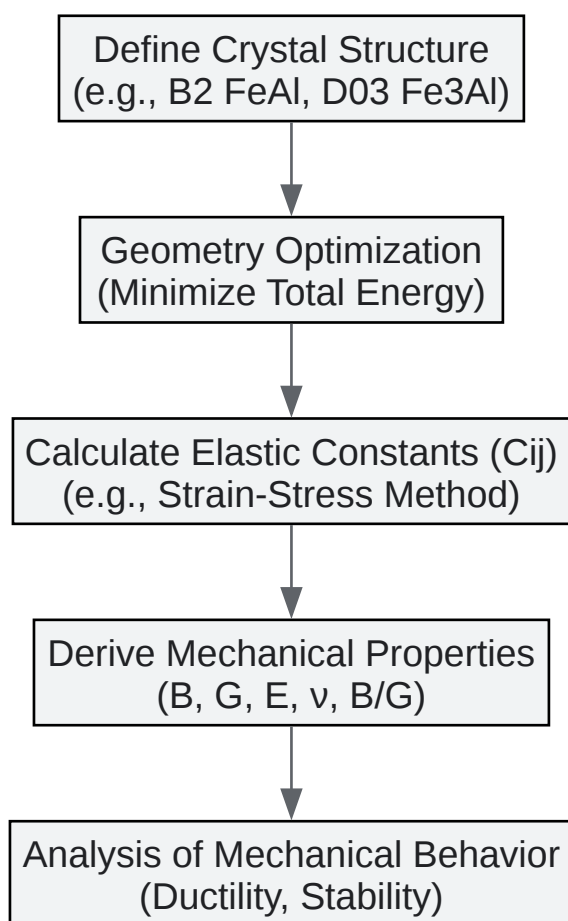 Define Crystal Structure
(e.g., B2 FeAl, D03 Fe3Al)
Geometry Optimization
(Minimize Total Energy)
Calculate Elastic Constants (Cij)
(e.g., Strain-Stress Method)
Derive Mechanical Properties
(B, G, E, ν, B/G)
Analysis of Mechanical Behavior
(Ductility, Stability)